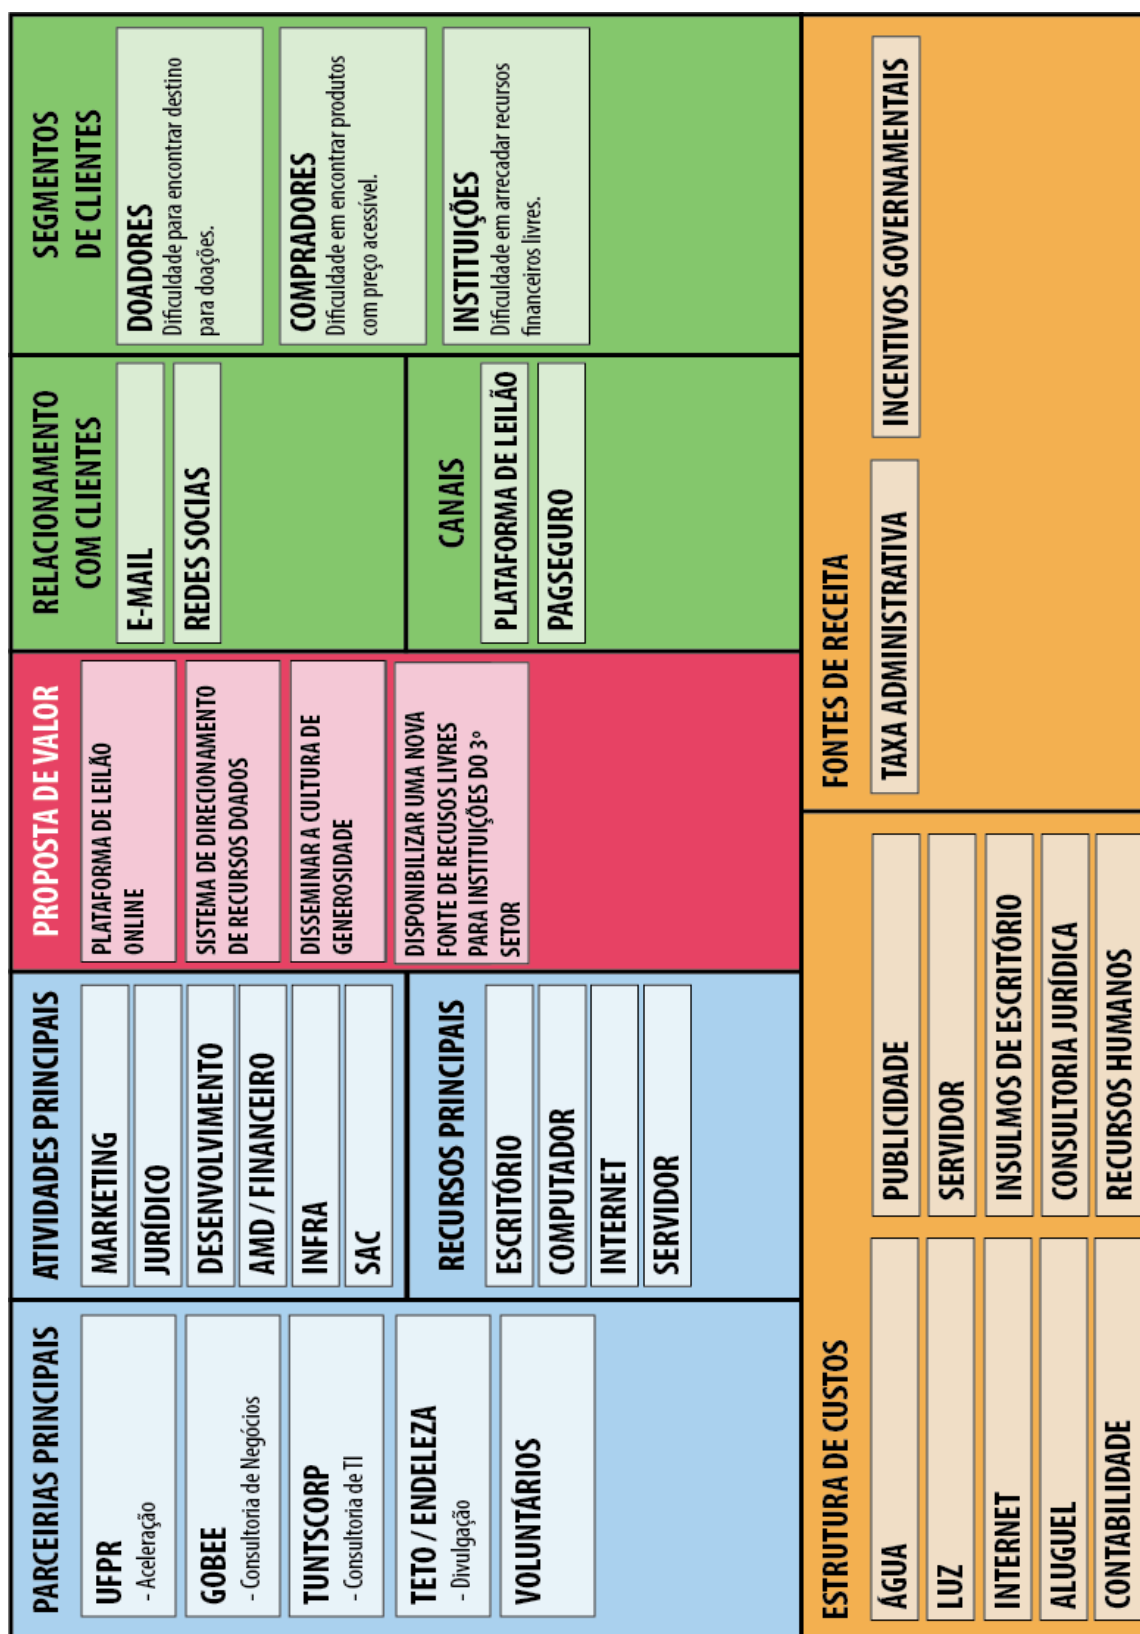 PARCEIRIAS PRINCIPAIS
UFPR
- Aceleração
GOBEE
- Consultoria de Negócios
TUNTSCORP
- Consultoria de TI
TETO / ENDELEZA
- Divulgação
VOLUNTÁRIOS
ATIVIDADES PRINCIPAIS
MARKETING
JURÍDICO
DESENVOLVIMENTO
AMD / FINANCEIRO
INFRA
SAC
RECURSOS PRINCIPAIS
ESCRITÓRIO
COMPUTADOR
INTERNET
SERVIDOR
PROPOSTA DE VALOR
PLATAFORMA DE LEILÃO
ONLINE
SISTEMA DE DIRECIONAMENTO
DE RECURSOS DOADOS
DISSEMINAR A CULTURA DE
GENEROSIDADE
DISPONIBILIZAR UMA NOVA
FONTE DE RECUSOS LIVRES
PARA INSTITUIÇÕES DO 3º
SETOR
RELACIONAMENTO
COM CLIENTES
E-MAIL
REDES SOCIAS
CANAIS
PLATAFORMA DE LEILÃO
PAGSEGURO
SEGMENTOS
DE CLIENTES
DOADORES
Dificuldade para encontrar destino
para doações.
COMPRADORES
Dificuldade em encontrar produtos
com preço acessível.
INSTITUIÇÕES
Dificuldade em arrecadar recursos
financeiros livres.
ESTRUTURA DE CUSTOS
ÁGUA
LUZ
INTERNET
ALUGUEL
CONTABILIDADE
PUBLICIDADE
SERVIDOR
INSULMOS DE ESCRITÓRIO
CONSULTORIA JURÍDICA
RECURSOS HUMANOS
FONTES DE RECEITA
TAXA ADMINISTRATIVA
INCENTIVOS GOVERNAMENTAIS